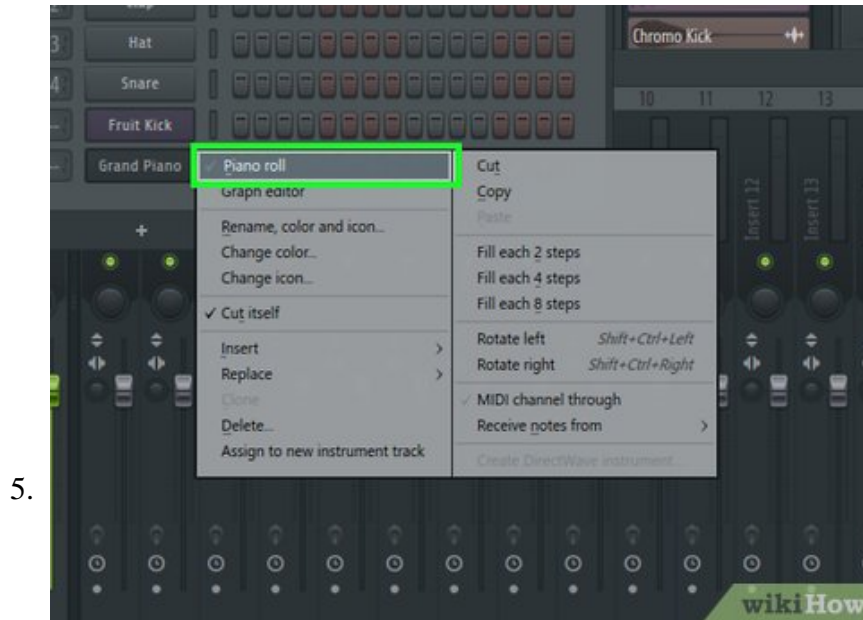 3
Hat
4
Snare
Fruit Kick
Grand Piano
Chromo Kick
10 11 12 13
Piano roll
Graph editor
Rename, color and icon...
Change color...
Change icon...
✓ Cut itself
Insert >
Replace >
Clone
Delete...
Assign to new instrument track
Cut
Copy
Paste
Fill each 2 steps
Fill each 4 steps
Fill each 8 steps
Rotate left Shift+Ctrl+Left
Rotate right Shift+Ctrl+Right
✓ MIDI channel through
Receive notes from >
Create DirectWave instrument...
Insert 12
Insert 13
5.
wikiHow